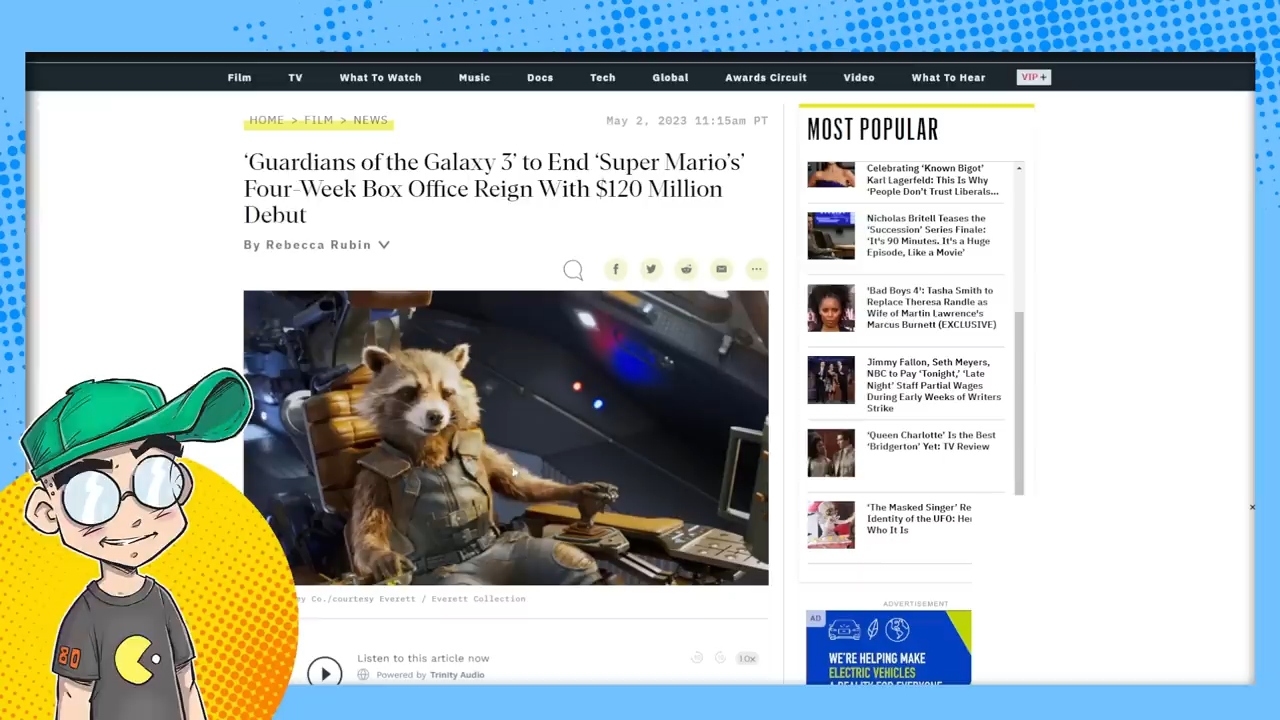 Film TV What To Watch Music Docs Tech Global Awards Circuit Video What To Hear VIP+
HOME > FILM > NEWS
May 2, 2023 11:15am PT
‘Guardians of the Galaxy 3’ to End ‘Super Mario’s’
Four-Week Box Office Reign With $120 Million
Debut
By Rebecca Rubin
Co./courtesy Everett / Everett Collection
Listen to this article now
Powered by Trinity Audio
1.0x
80
MOST POPULAR
Celebrating ‘Known Bigot’
Karl Lagerfeld: This Is Why
‘People Don’t Trust Liberals...
Nicholas Britell Teases the
‘Succession’ Series Finale:
‘It's 90 Minutes. It's a Huge
Episode, Like a Movie’
'Bad Boys 4': Tasha Smith to
Replace Theresa Randle as
Wife of Martin Lawrence's
Marcus Burnett (EXCLUSIVE)
Jimmy Fallon, Seth Meyers,
NBC to Pay ‘Tonight,’ ‘Late
Night’ Staff Partial Wages
During Early Weeks of Writers
Strike
‘Queen Charlotte’ Is the Best
‘Bridgerton’ Yet: TV Review
‘The Masked Singer’ Re
Identity of the UFO: Her
Who It Is
ADVERTISEMENT
AD
WE'RE HELPING MAKE
ELECTRIC VEHICLES
A REALITY FOR EVERYONE